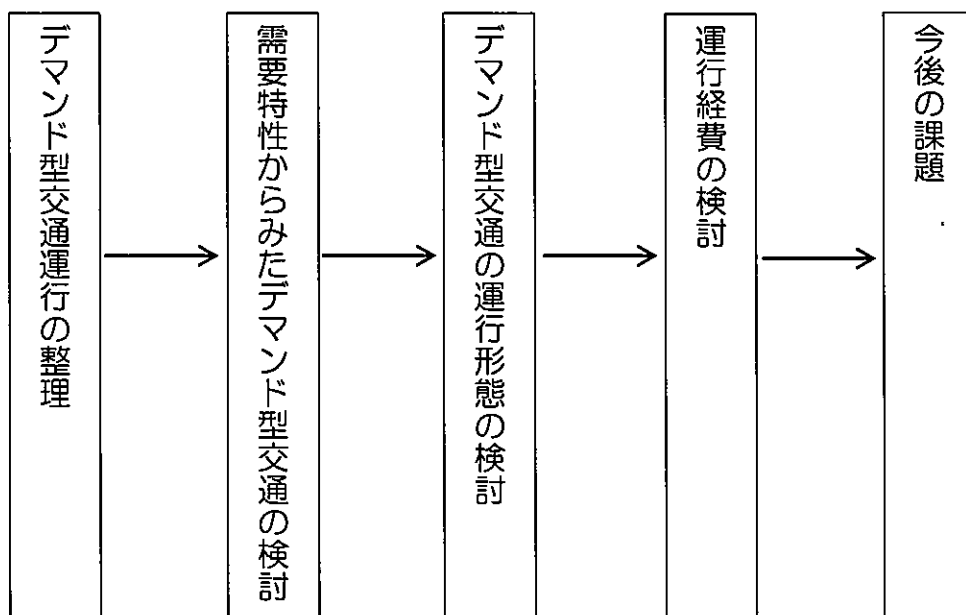 デマンド型交通運行の整理
需要特性からみたデマンド型交通の検討
デマンド型交通の運行形態の検討
運行経費の検討
今後の課題